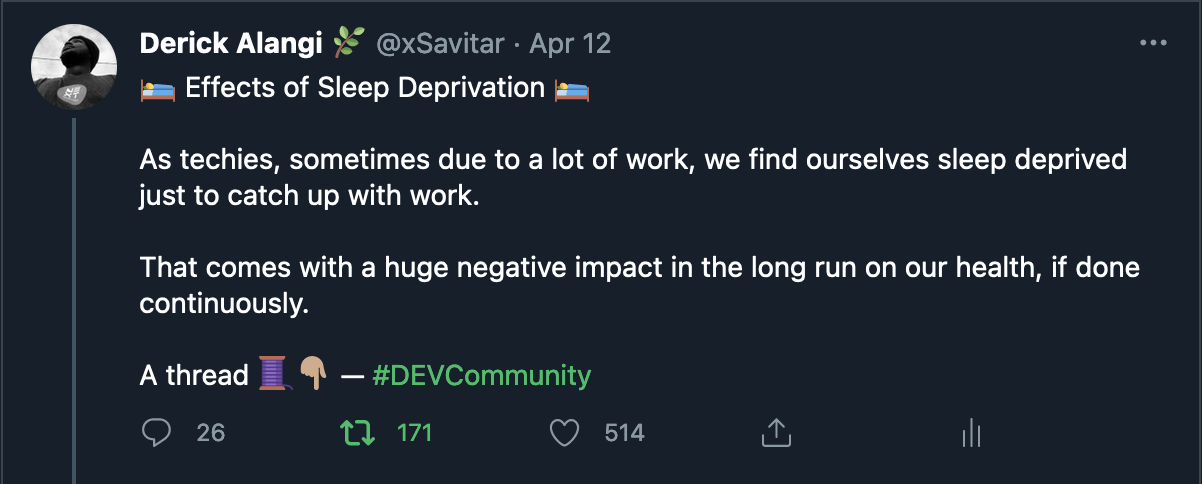 Derick Alangi 🌿 @xSavitar · Apr 12
🛌 Effects of Sleep Deprivation 🛌
As techies, sometimes due to a lot of work, we find ourselves sleep deprived
just to catch up with work.
That comes with a huge negative impact in the long run on our health, if done
continuously.
A thread 🧵👇🏽 — #DEVCommunity
26 171 514